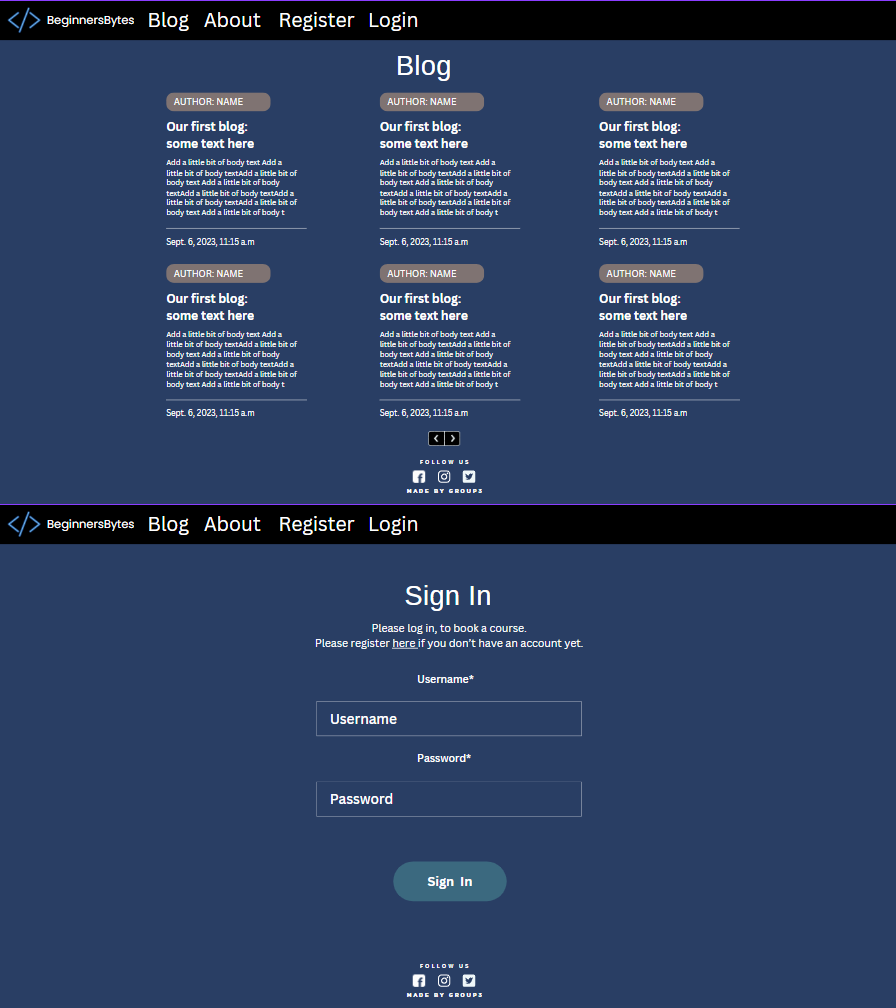 BeginnersBytes Blog About Register Login
Blog
AUTHOR: NAME
Our first blog:
some text here
Add a little bit of body text Add a
little bit of body textAdd a little bit of
body text Add a little bit of body
textAdd a little bit of body textAdd a
little bit of body textAdd a little bit of
body text Add a little bit of body t
Sept. 6, 2023, 11:15 a.m
AUTHOR: NAME
Our first blog:
some text here
Add a little bit of body text Add a
little bit of body textAdd a little bit of
body text Add a little bit of body
textAdd a little bit of body textAdd a
little bit of body textAdd a little bit of
body text Add a little bit of body t
Sept. 6, 2023, 11:15 a.m
AUTHOR: NAME
Our first blog:
some text here
Add a little bit of body text Add a
little bit of body textAdd a little bit of
body text Add a little bit of body
textAdd a little bit of body textAdd a
little bit of body textAdd a little bit of
body text Add a little bit of body t
Sept. 6, 2023, 11:15 a.m
AUTHOR: NAME
Our first blog:
some text here
Add a little bit of body text Add a
little bit of body textAdd a little bit of
body text Add a little bit of body
textAdd a little bit of body textAdd a
little bit of body textAdd a little bit of
body text Add a little bit of body t
Sept. 6, 2023, 11:15 a.m
AUTHOR: NAME
Our first blog:
some text here
Add a little bit of body text Add a
little bit of body textAdd a little bit of
body text Add a little bit of body
textAdd a little bit of body textAdd a
little bit of body textAdd a little bit of
body text Add a little bit of body t
Sept. 6, 2023, 11:15 a.m
AUTHOR: NAME
Our first blog:
some text here
Add a little bit of body text Add a
little bit of body textAdd a little bit of
body text Add a little bit of body
textAdd a little bit of body textAdd a
little bit of body textAdd a little bit of
body text Add a little bit of body t
Sept. 6, 2023, 11:15 a.m
FOLLOW US
MADE BY GROUP3
BeginnersBytes Blog About Register Login
Sign In
Please log in, to book a course.
Please register here if you don’t have an account yet.
Username*
Username
Password*
Password
Sign In
FOLLOW US
MADE BY GROUP3